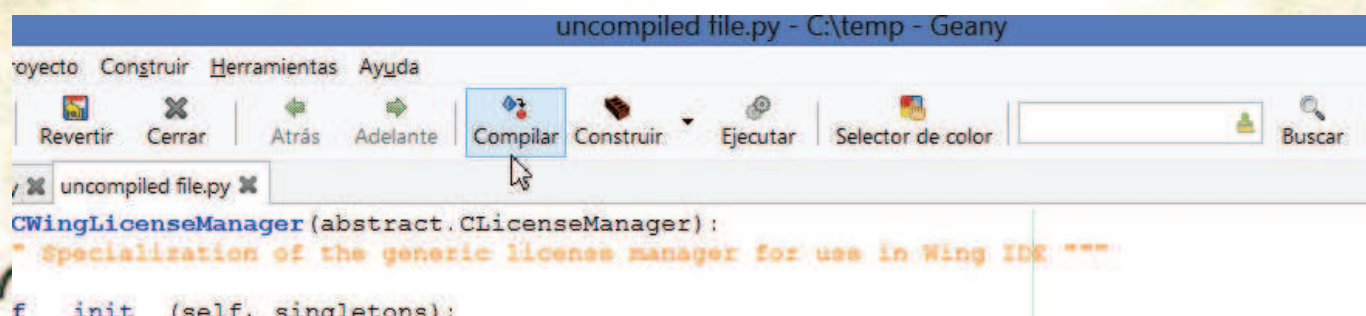 uncompiled file.py - C:\temp - Geany
royecto Construir Herramientas Ayuda
Revertir Cerrar Atrás Adelante Compilar Construir Ejecutar Selector de color Buscar
y uncompiled file.py
CWingLicenseManager(abstract.CLicenseManager):
" Specialization of the generic license manager for use in Wing IDE """
f __init__(self, singletons):